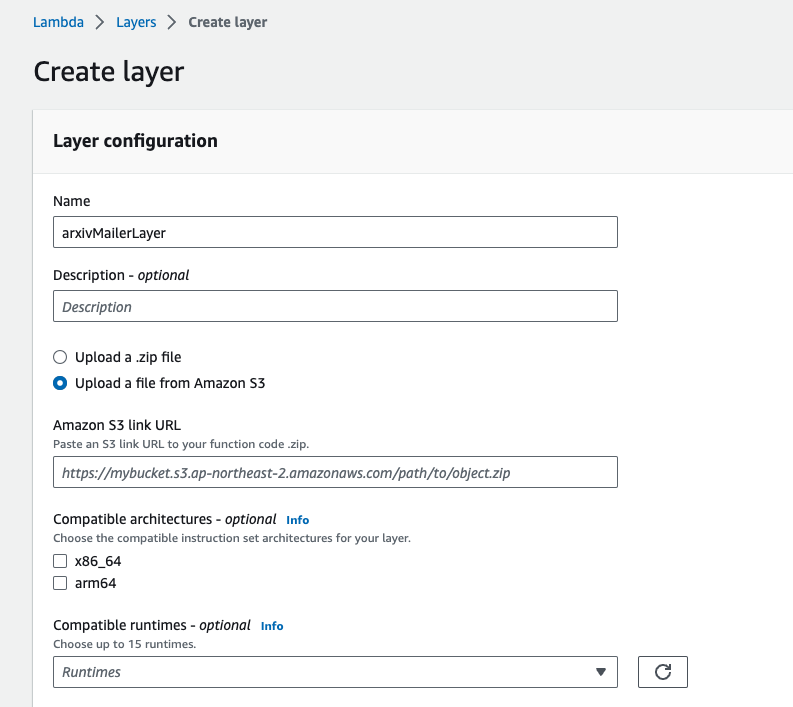 Lambda > Layers > Create layer
Create layer
Layer configuration
Name
arxivMailerLayer
Description - optional
Description
Upload a .zip file
Upload a file from Amazon S3
Amazon S3 link URL
Paste an S3 link URL to your function code .zip.
https://mybucket.s3.ap-northeast-2.amazonaws.com/path/to/object.zip
Compatible architectures - optional Info
Choose the compatible instruction set architectures for your layer.
x86_64
arm64
Compatible runtimes - optional Info
Choose up to 15 runtimes.
Runtimes